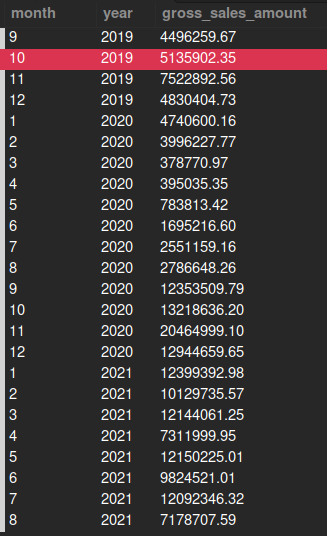 month year gross_sales_amount
9 2019 4496259.67
10 2019 5135902.35
11 2019 7522892.56
12 2019 4830404.73
1 2020 4740600.16
2 2020 3996227.77
3 2020 378770.97
4 2020 395035.35
5 2020 783813.42
6 2020 1695216.60
7 2020 2551159.16
8 2020 2786648.26
9 2020 12353509.79
10 2020 13218636.20
11 2020 20464999.10
12 2020 12944659.65
1 2021 12399392.98
2 2021 10129735.57
3 2021 12144061.25
4 2021 7311999.95
5 2021 12150225.01
6 2021 9824521.01
7 2021 12092346.32
8 2021 7178707.59